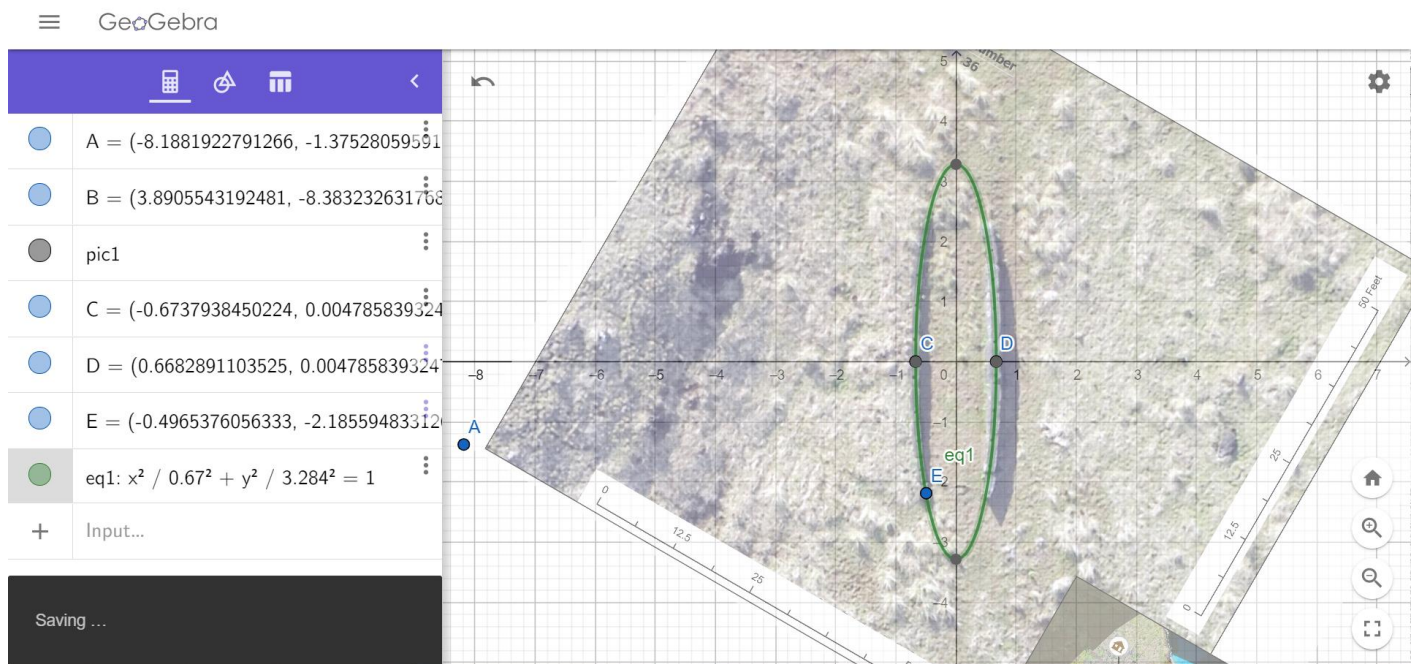 GeoGebra
A = (-8.1881922791266, -1.37528059591
B = (3.8905543192481, -8.383232631768
pic1
C = (-0.6737938450224, 0.004785839324
D = (0.6682891103525, 0.004785839324
E = (-0.4965376056333, -2.185594833
eq1: x² / 0.67² + y² / 3.284² = 1
+ Input...
Saving ...
36
5
4
3
2
1
-8 -7 -6 -5 -4 -3 -2 -1 0 1 2 3 4 5 6 7
-1
-2
-3
-4
A
C
D
E
eq1
0
12.5
25
50 Feet
25
12.5
0